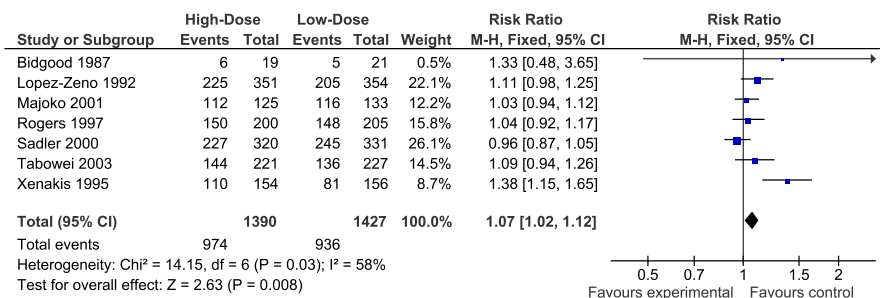 High-Dose Low-Dose Risk Ratio Risk Ratio
Study or Subgroup Events Total Events Total Weight M-H, Fixed, 95% CI M-H, Fixed, 95% CI
Bidgood 1987 6 19 5 21 0.5% 1.33 [0.48, 3.65]
Lopez-Zeno 1992 225 351 205 354 22.1% 1.11 [0.98, 1.25]
Majoko 2001 112 125 116 133 12.2% 1.03 [0.94, 1.12]
Rogers 1997 150 200 148 205 15.8% 1.04 [0.92, 1.17]
Sadler 2000 227 320 245 331 26.1% 0.96 [0.87, 1.05]
Tabowei 2003 144 221 136 227 14.5% 1.09 [0.94, 1.26]
Xenakis 1995 110 154 81 156 8.7% 1.38 [1.15, 1.65]
Total (95% CI) 1390 1427 100.0% 1.07 [1.02, 1.12]
Total events 974 936
Heterogeneity: Chi² = 14.15, df = 6 (P = 0.03); I² = 58%
Test for overall effect: Z = 2.63 (P = 0.008)
0.5 0.7 1 1.5 2
Favours experimental Favours control